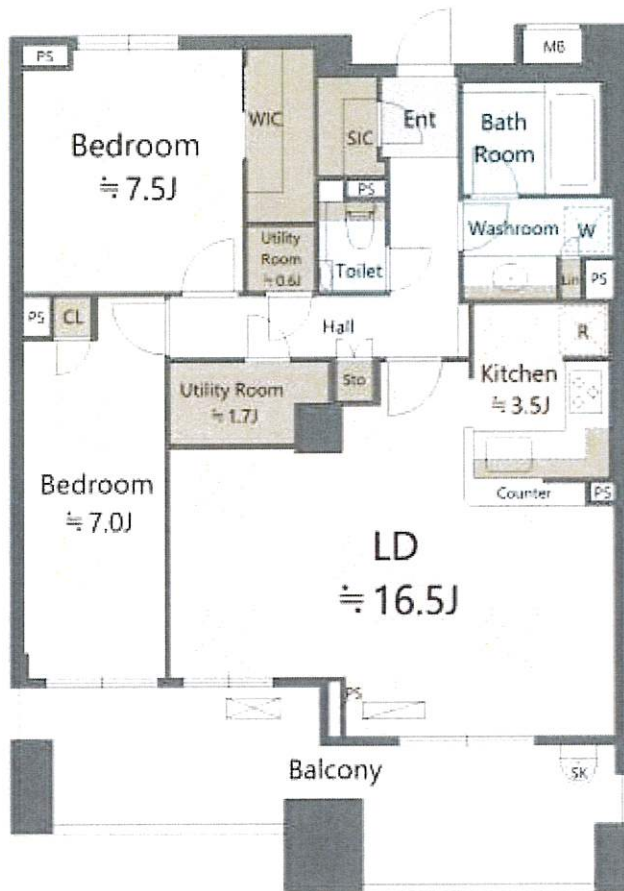 PS
MB
WIC
SIC
Ent
Bath
Room
Bedroom
≒ 7.5J
PS
Utility
Room
≒ 0.6J
Toilet
Washroom
W
Lin
PS
PS
CL
Hall
R
Kitchen
≒ 3.5J
Utility Room
≒ 1.7J
Sto
Bedroom
≒ 7.0J
Counter
PS
LD
≒ 16.5J
PS
Balcony
SK